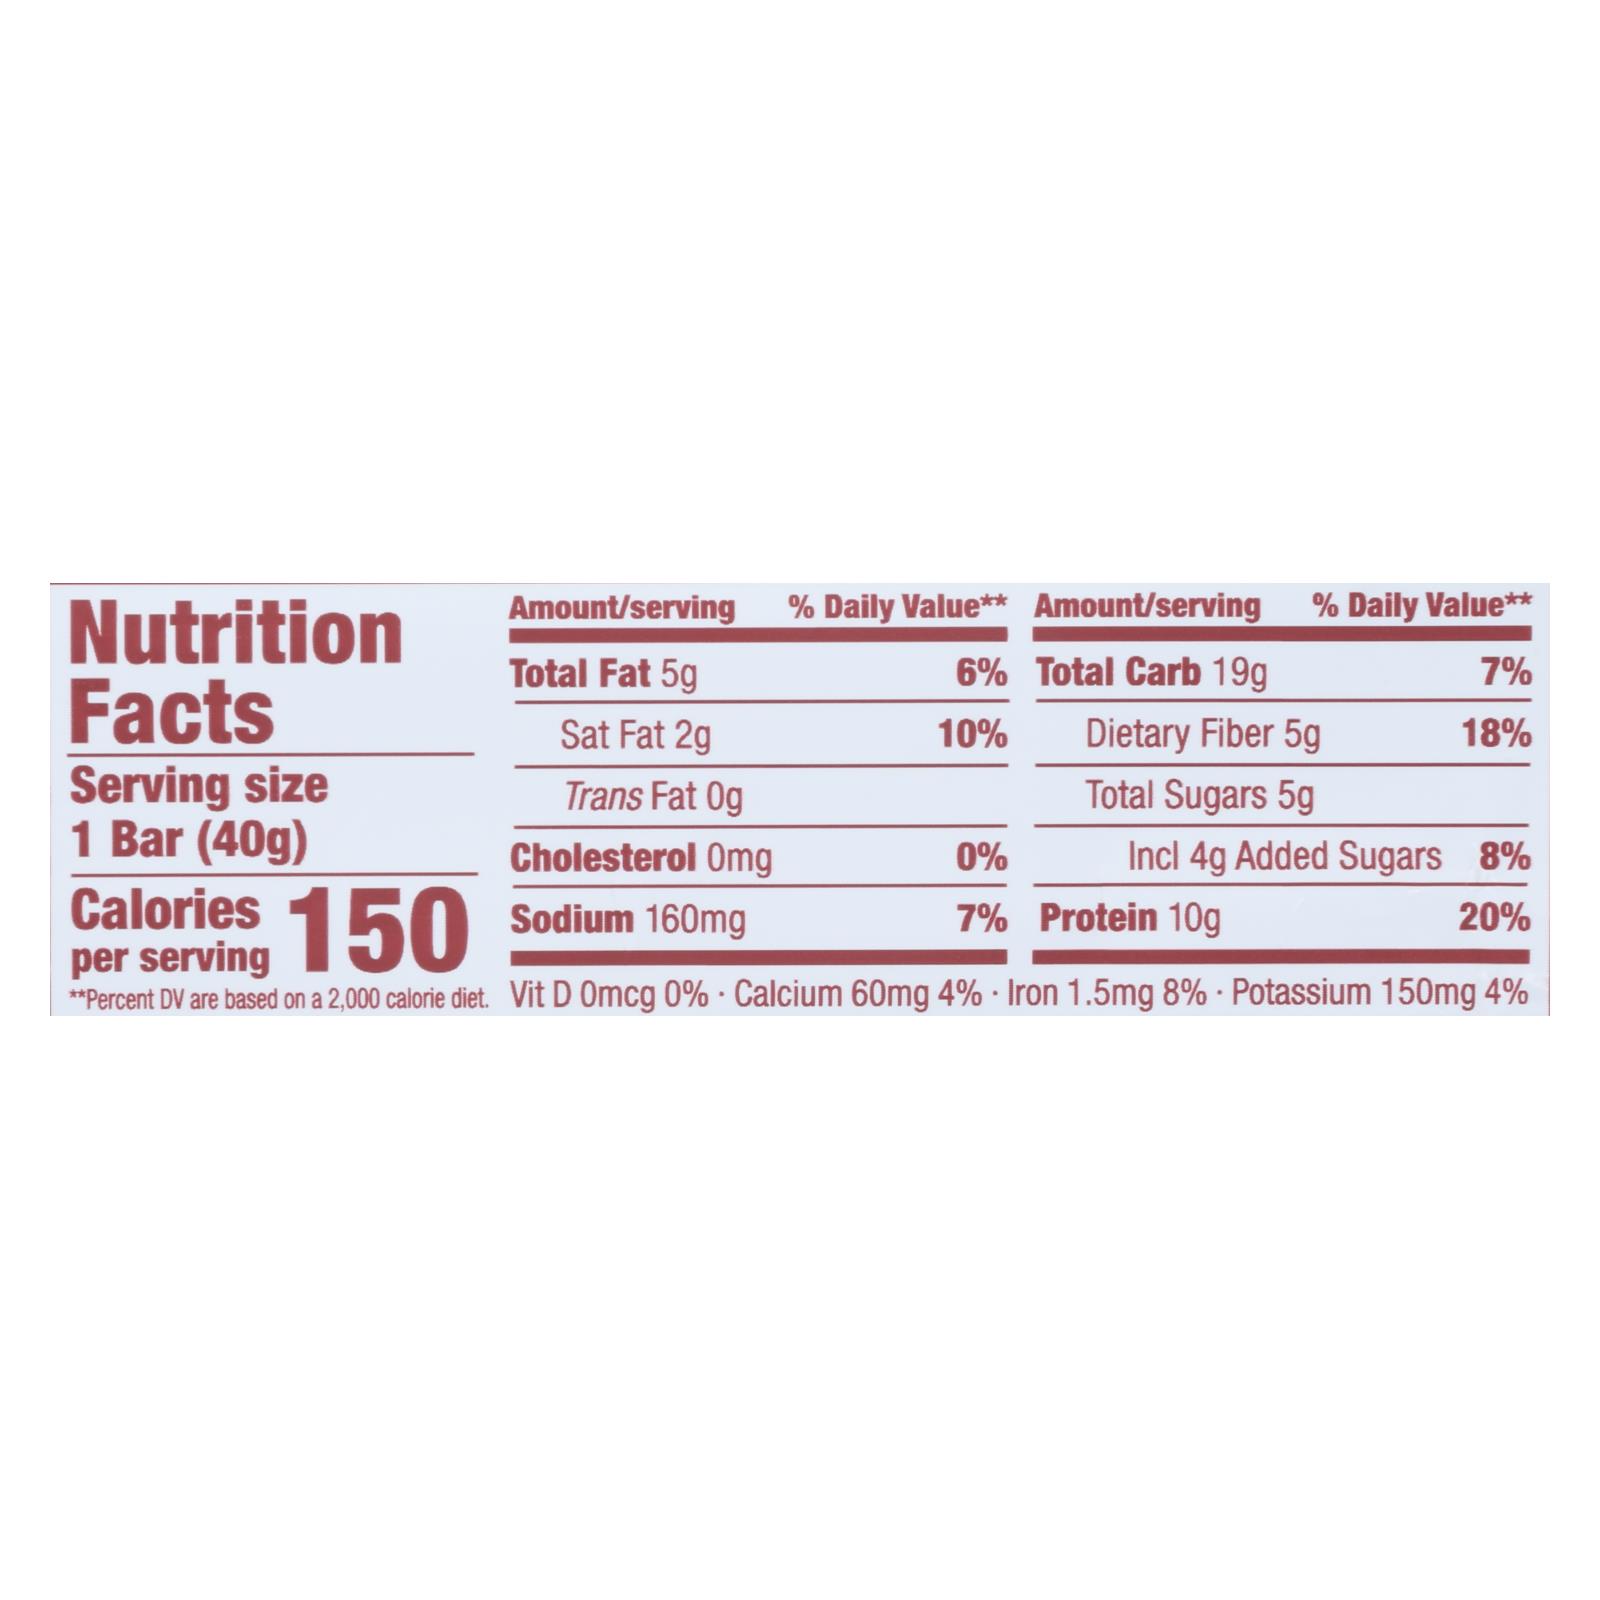 Nutrition
Facts
Serving size
1 Bar (40g)
Calories
per serving 150
**Percent DV are based on a 2,000 calorie diet.
Amount/serving % Daily Value**
Total Fat 5g 6%
Sat Fat 2g 10%
Trans Fat 0g
Cholesterol 0mg 0%
Sodium 160mg 7%
Amount/serving % Daily Value**
Total Carb 19g 7%
Dietary Fiber 5g 18%
Total Sugars 5g
Incl 4g Added Sugars 8%
Protein 10g 20%
Vit D 0mcg 0% · Calcium 60mg 4% · Iron 1.5mg 8% · Potassium 150mg 4%